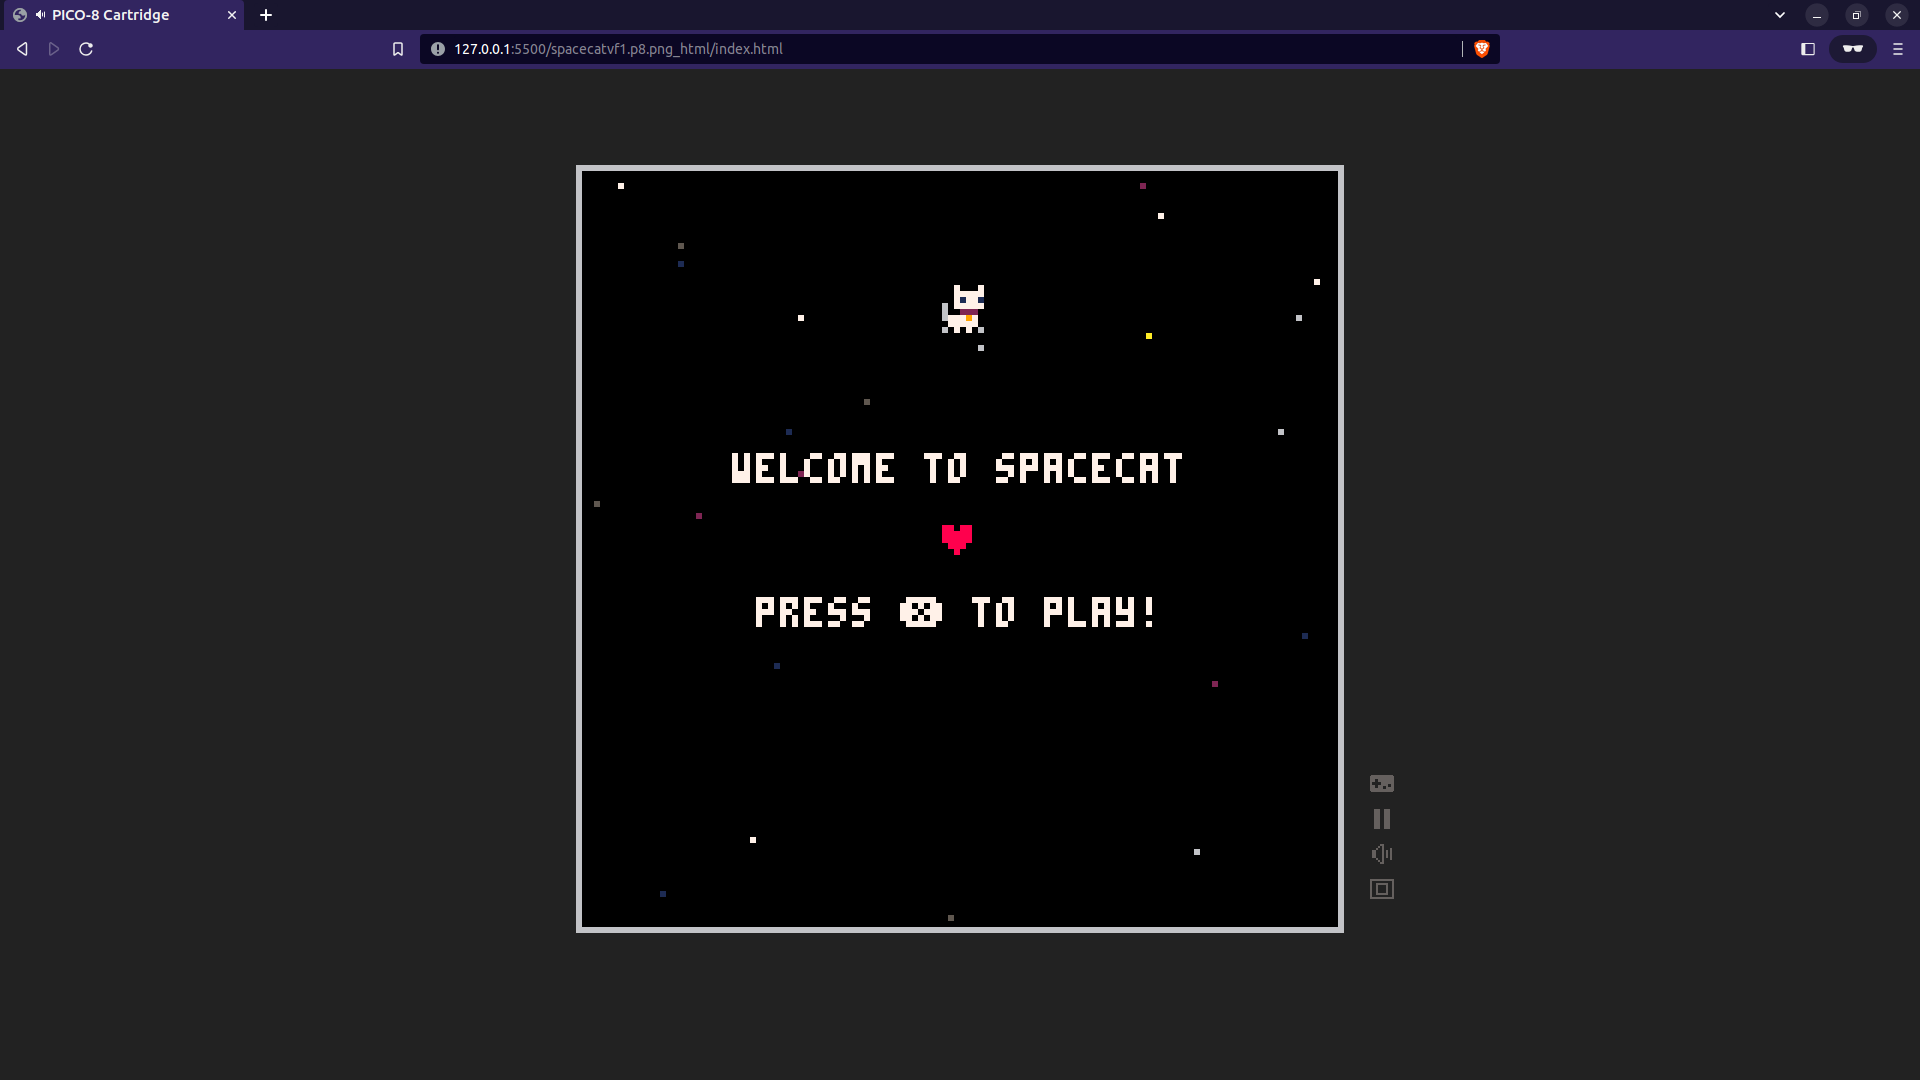 PICO-8 Cartridge
127.0.0.1:5500/spacecatvf1.p8.png_html/index.html
WELCOME TO SPACECAT
PRESS ❎ TO PLAY!